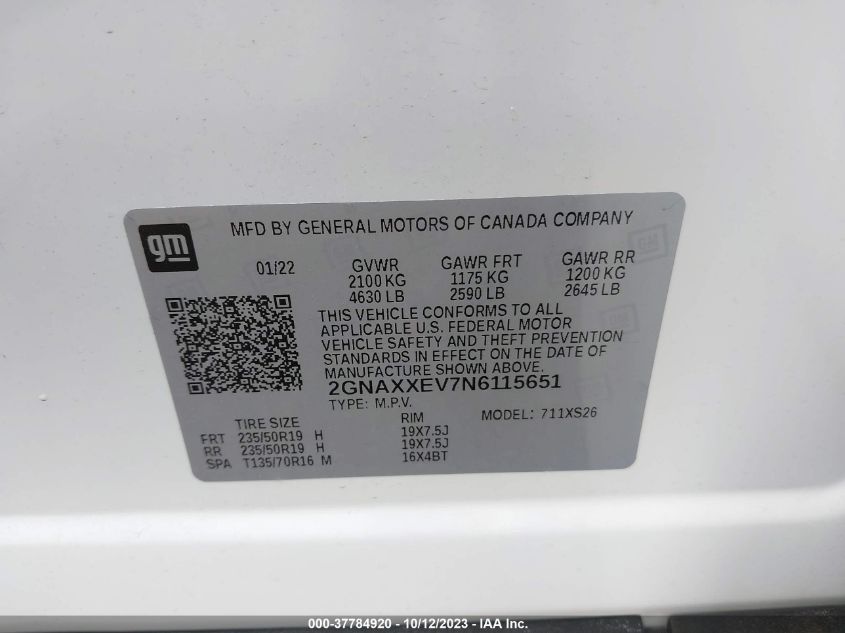 gm
MFD BY GENERAL MOTORS OF CANADA COMPANY
01/22 GVWR GAWR FRT GAWR RR
2100 KG 1175 KG 1200 KG
4630 LB 2590 LB 2645 LB
THIS VEHICLE CONFORMS TO ALL
APPLICABLE U.S. FEDERAL MOTOR
VEHICLE SAFETY AND THEFT PREVENTION
STANDARDS IN EFFECT ON THE DATE OF
MANUFACTURE SHOWN ABOVE.
2GNAXXEV7N6115651
TYPE: M.P.V. MODEL: 711XS26
TIRE SIZE RIM
FRT 235/50R19 H 19X7.5J
RR 235/50R19 H 19X7.5J
SPA T135/70R16 M 16X4BT
000-37784920 - 10/12/2023 - IAA Inc.